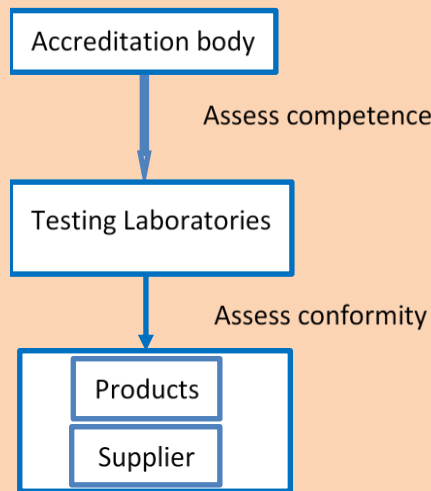 Accreditation body
Assess competence
Testing Laboratories
Assess conformity
Products
Supplier